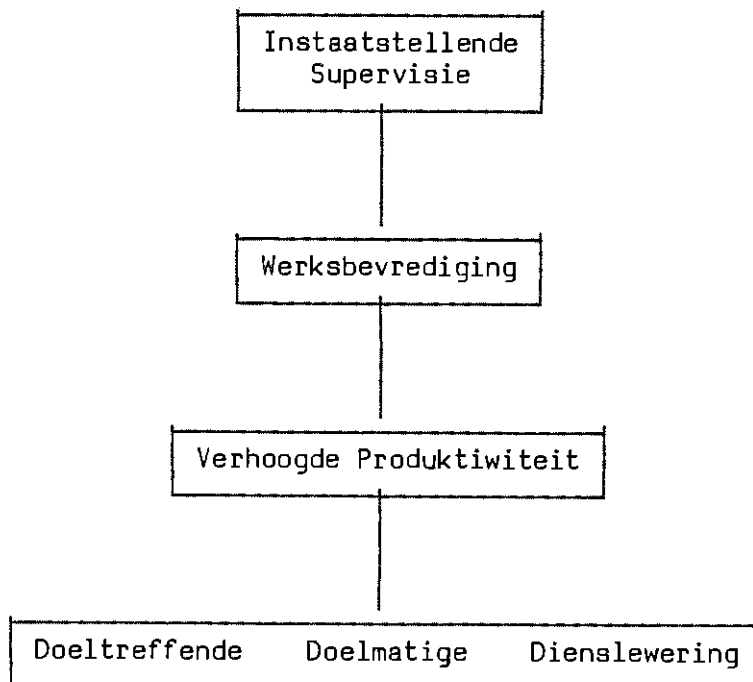 Instaatstellende
Supervisie
Werksbevrediging
Verhoogde Produktiwiteit
Doeltreffende Doelmatige Dienslewering